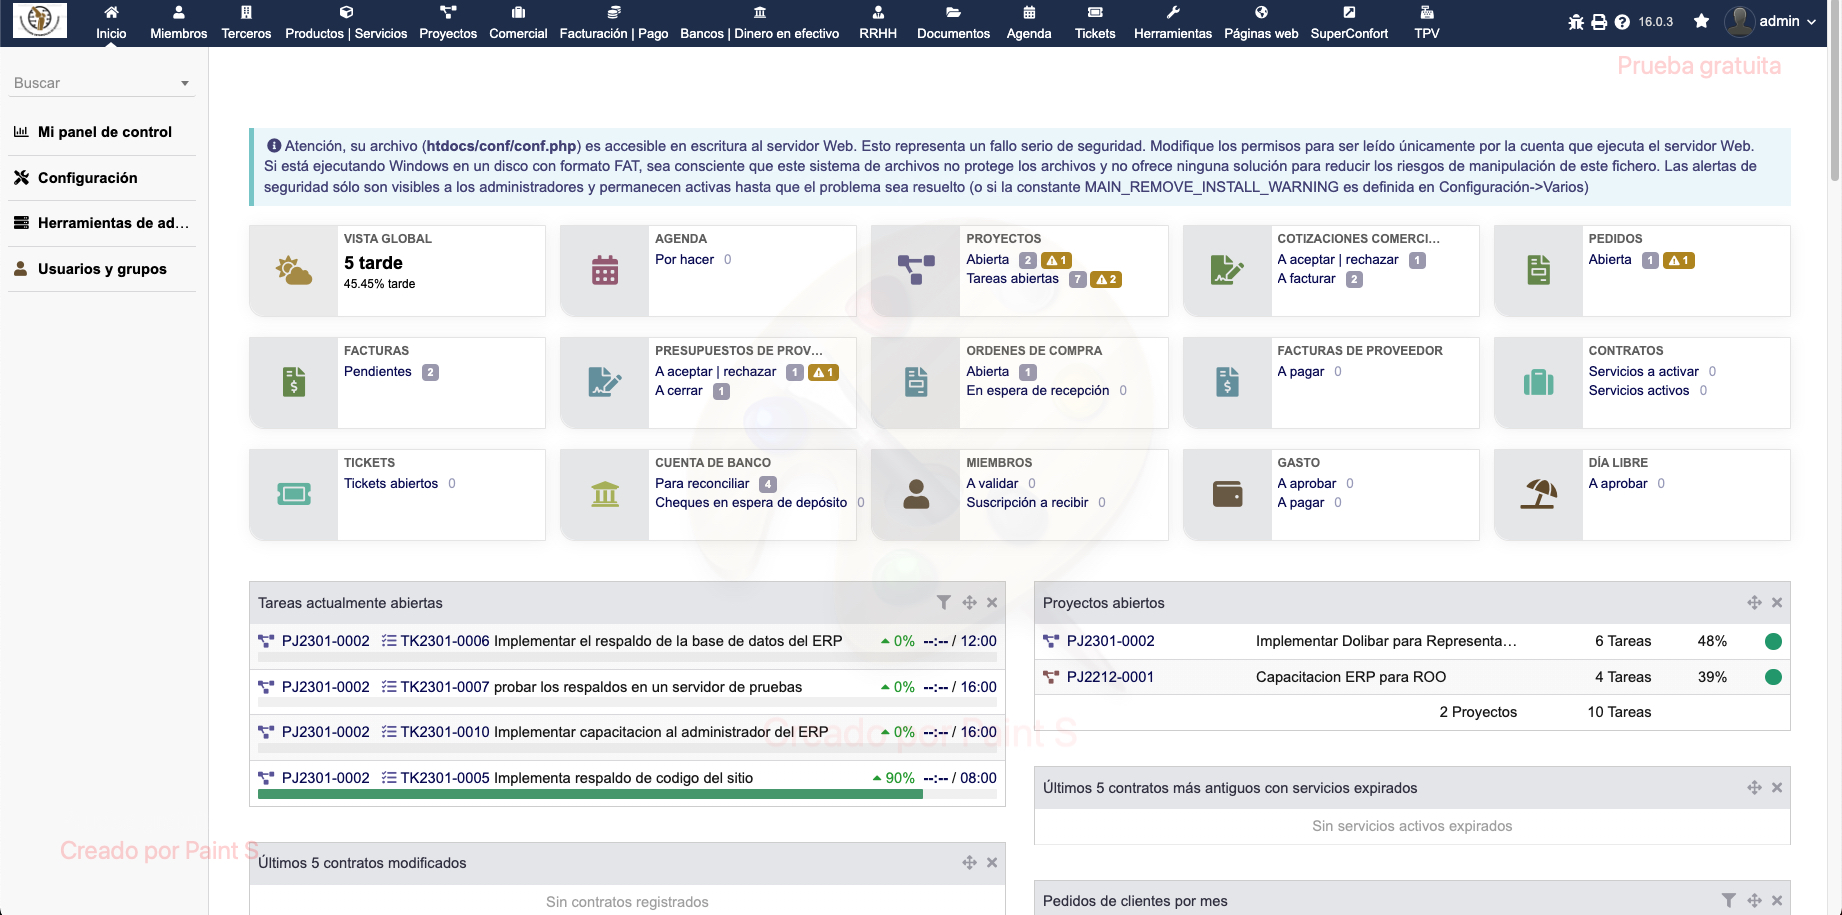 Inicio
Miembros
Terceros
Productos | Servicios
Proyectos
Comercial
Facturación | Pago
Bancos | Dinero en efectivo
RRHH
Documentos
Agenda
Tickets
Herramientas
Páginas web
SuperConfort
TPV
16.0.3
admin
Prueba gratuita
Buscar
Mi panel de control
Configuración
Herramientas de ad...
Usuarios y grupos
Atención, su archivo (htdocs/conf/conf.php) es accesible en escritura al servidor Web. Esto representa un fallo serio de seguridad. Modifique los permisos para ser leído únicamente por la cuenta que ejecuta el servidor Web.
Si está ejecutando Windows en un disco con formato FAT, sea consciente que este sistema de archivos no protege los archivos y no ofrece ninguna solución para reducir los riesgos de manipulación de este fichero. Las alertas de
seguridad sólo son visibles a los administradores y permanecen activas hasta que el problema sea resuelto (o si la constante MAIN_REMOVE_INSTALL_WARNING es definida en Configuración->Varios)
VISTA GLOBAL
5 tarde
45.45% tarde
AGENDA
Por hacer 0
PROYECTOS
Abierta 2 1
Tareas abiertas 7 2
COTIZACIONES COMERCI...
A aceptar | rechazar 1
A facturar 2
PEDIDOS
Abierta 1 1
FACTURAS
Pendientes 2
PRESUPUESTOS DE PROV...
A aceptar | rechazar 1 1
A cerrar 1
ORDENES DE COMPRA
Abierta 1
En espera de recepción 0
FACTURAS DE PROVEEDOR
A pagar 0
CONTRATOS
Servicios a activar 0
Servicios activos 0
TICKETS
Tickets abiertos 0
CUENTA DE BANCO
Para reconciliar 4
Cheques en espera de depósito 0
MIEMBROS
A validar 0
Suscripción a recibir 0
GASTO
A aprobar 0
A pagar 0
DÍA LIBRE
A aprobar 0
Tareas actualmente abiertas
PJ2301-0002 TK2301-0006 Implementar el respaldo de la base de datos del ERP 0% --:-- / 12:00
PJ2301-0002 TK2301-0007 probar los respaldos en un servidor de pruebas 0% --:-- / 16:00
PJ2301-0002 TK2301-0010 Implementar capacitacion al administrador del ERP 0% --:-- / 16:00
PJ2301-0002 TK2301-0005 Implementa respaldo de codigo del sitio 90% --:-- / 08:00
Creado por Paint S
Creado por Paint S
Últimos 5 contratos modificados
Sin contratos registrados
Proyectos abiertos
PJ2301-0002 Implementar Dolibar para Representa... 6 Tareas 48%
PJ2212-0001 Capacitacion ERP para ROO 4 Tareas 39%
2 Proyectos 10 Tareas
Últimos 5 contratos más antiguos con servicios expirados
Sin servicios activos expirados
Pedidos de clientes por mes